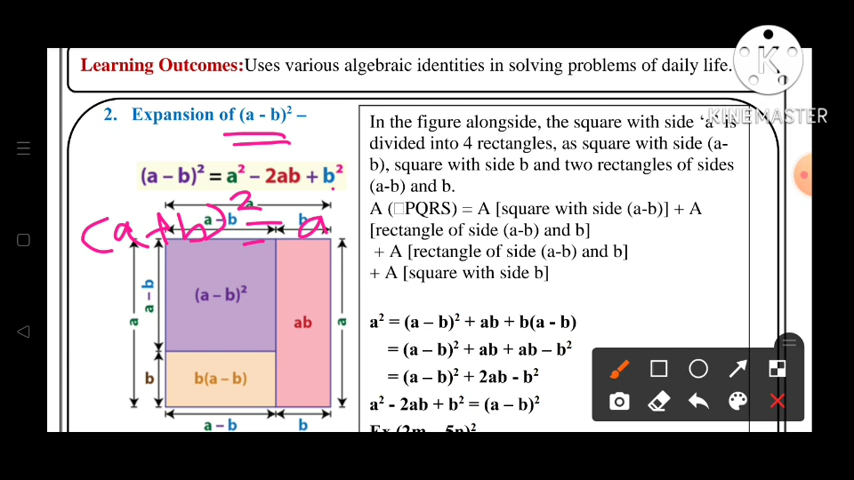 Learning Outcomes:Uses various algebraic identities in solving problems of daily life.
K
KINEMASTER
2. Expansion of (a - b)² –
(a – b)² = a² – 2ab + b²
a
a – b
b
(a+b)² = a
a
a – b
(a – b)²
ab
a
b
b(a – b)
a – b
b
In the figure alongside, the square with side 'a' is
divided into 4 rectangles, as square with side (a-
b), square with side b and two rectangles of sides
(a-b) and b.
A (□PQRS) = A [square with side (a-b)] + A
[rectangle of side (a-b) and b]
+ A [rectangle of side (a-b) and b]
+ A [square with side b]
a² = (a – b)² + ab + b(a - b)
= (a – b)² + ab + ab – b²
= (a – b)² + 2ab - b²
a² - 2ab + b² = (a – b)²
Ex (2m – 5n)²